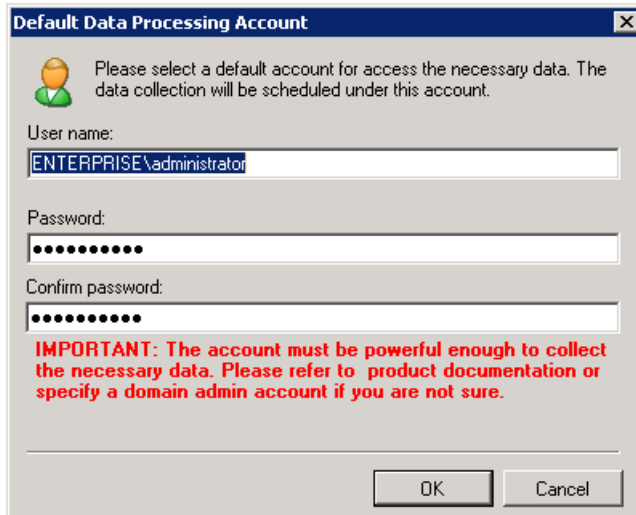 Default Data Processing Account
Please select a default account for access the necessary data. The
data collection will be scheduled under this account.
User name:
ENTERPRISE\administrator
Password:
●●●●●●●●●●
Confirm password:
●●●●●●●●●●
IMPORTANT: The account must be powerful enough to collect
the necessary data. Please refer to  product documentation or
specify a domain admin account if you are not sure.
OK
Cancel